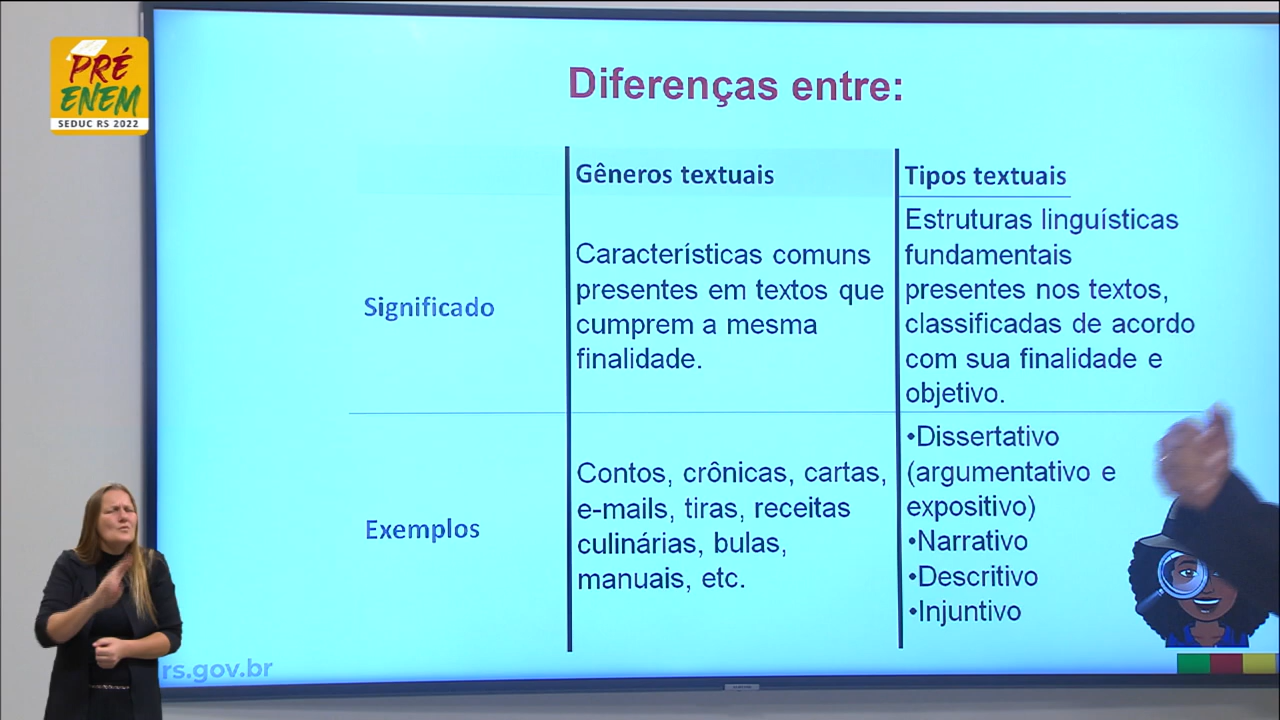 PRÉ
ENEM
SEDUC RS 2022
Diferenças entre:
Gêneros textuais
Tipos textuais
Significado
Características comuns
presentes em textos que
cumprem a mesma
finalidade.
Estruturas linguísticas
fundamentais
presentes nos textos,
classificadas de acordo
com sua finalidade e
objetivo.
Exemplos
Contos, crônicas, cartas,
e-mails, tiras, receitas
culinárias, bulas,
manuais, etc.
•Dissertativo
(argumentativo e
expositivo)
•Narrativo
•Descritivo
•Injuntivo
rs.gov.br